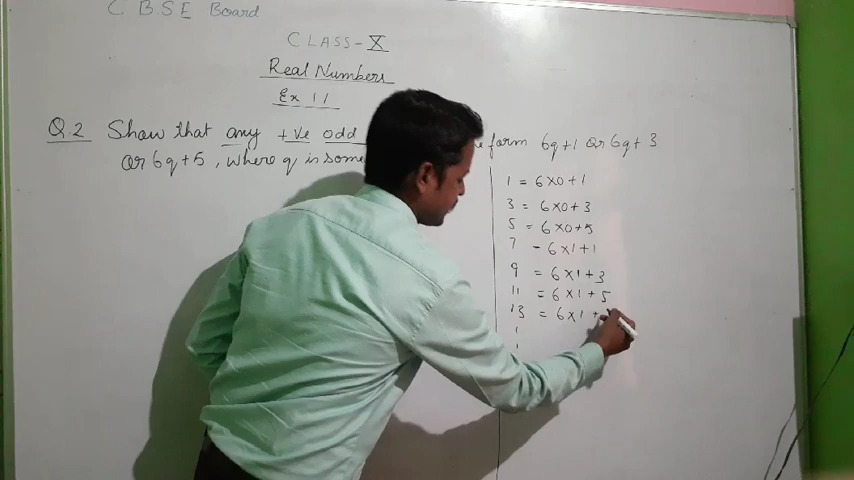 CBSE Board
CLASS-X
Real Numbers
Ex 1.1
Q.2 Show that any +ve odd form 6q+1 Or 6q+3
Or 6q+5, where q is some
1 = 6×0+1
3 = 6×0+3
5 = 6×0+5
7 = 6×1+1
9 = 6×1+3
11 = 6×1+5
13 = 6×1+